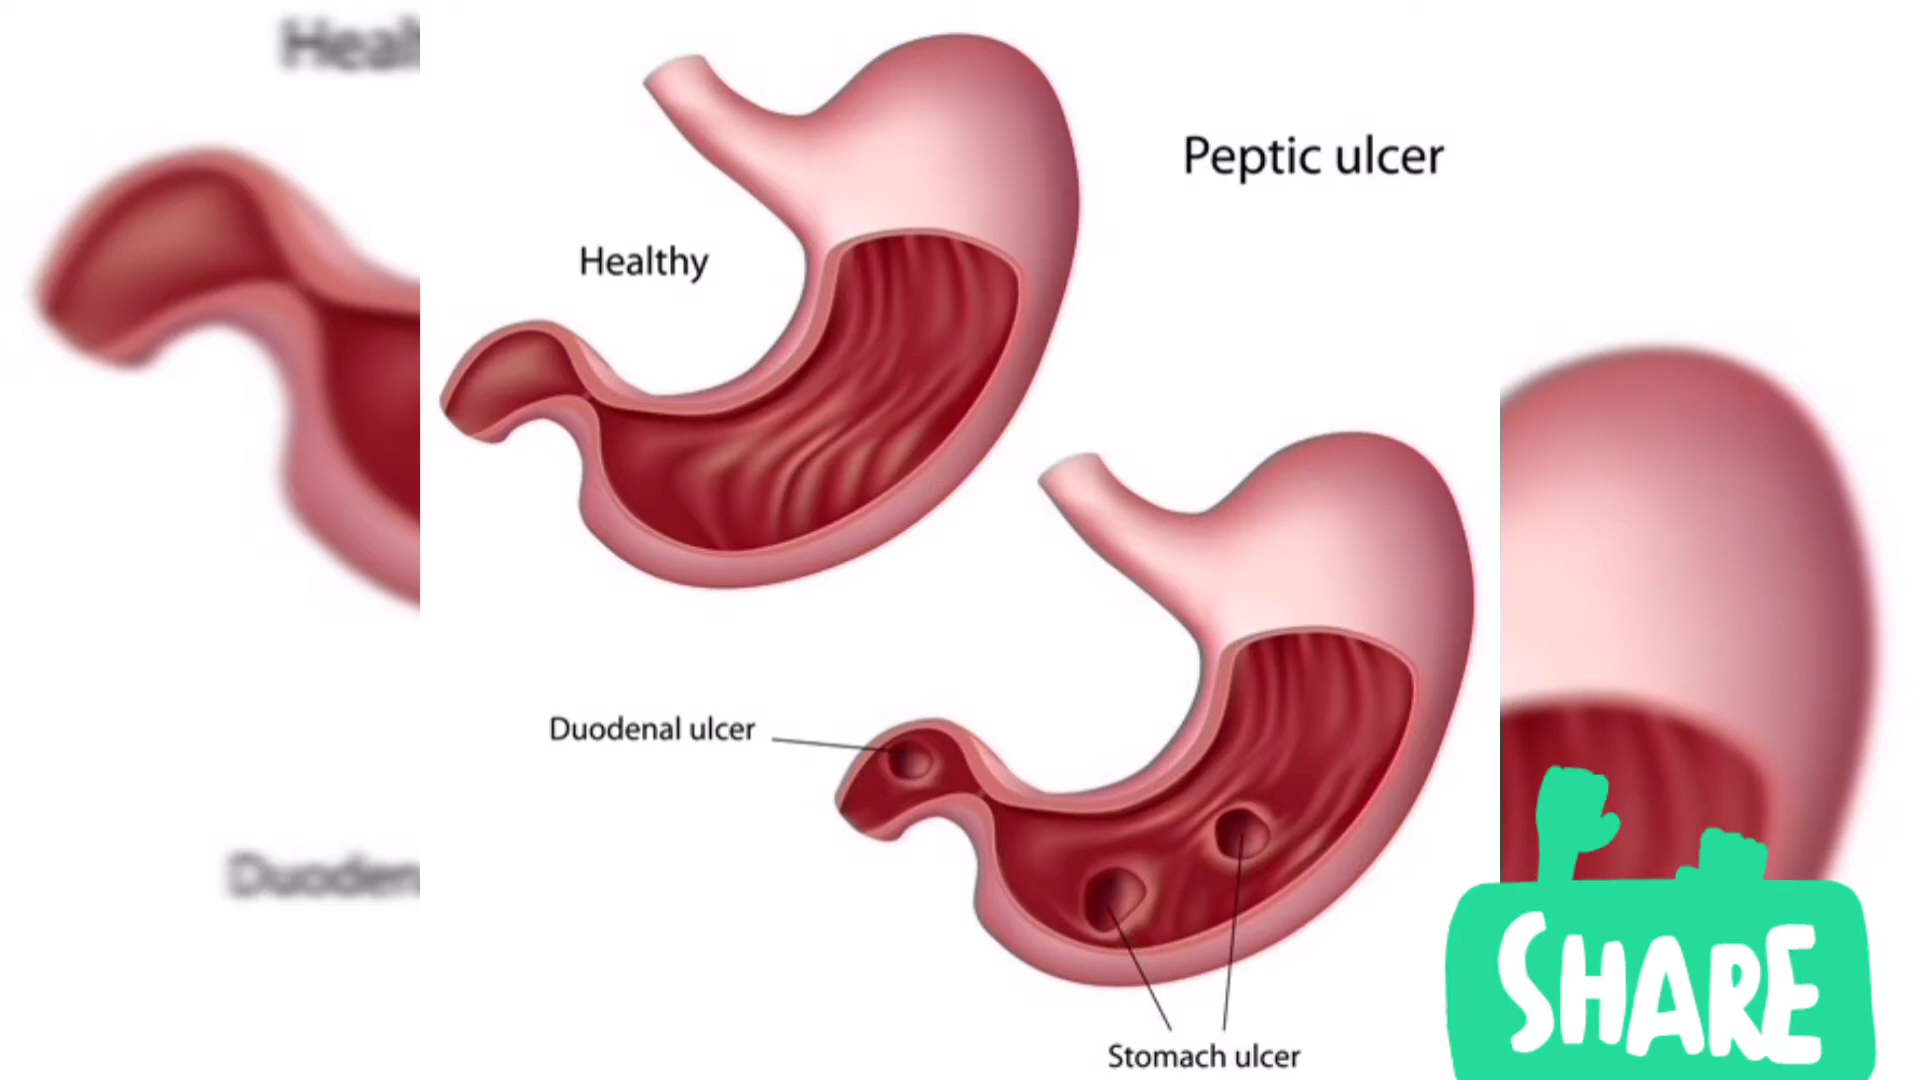 Peptic ulcer
Healthy
Duodenal ulcer
Stomach ulcer
SHARE